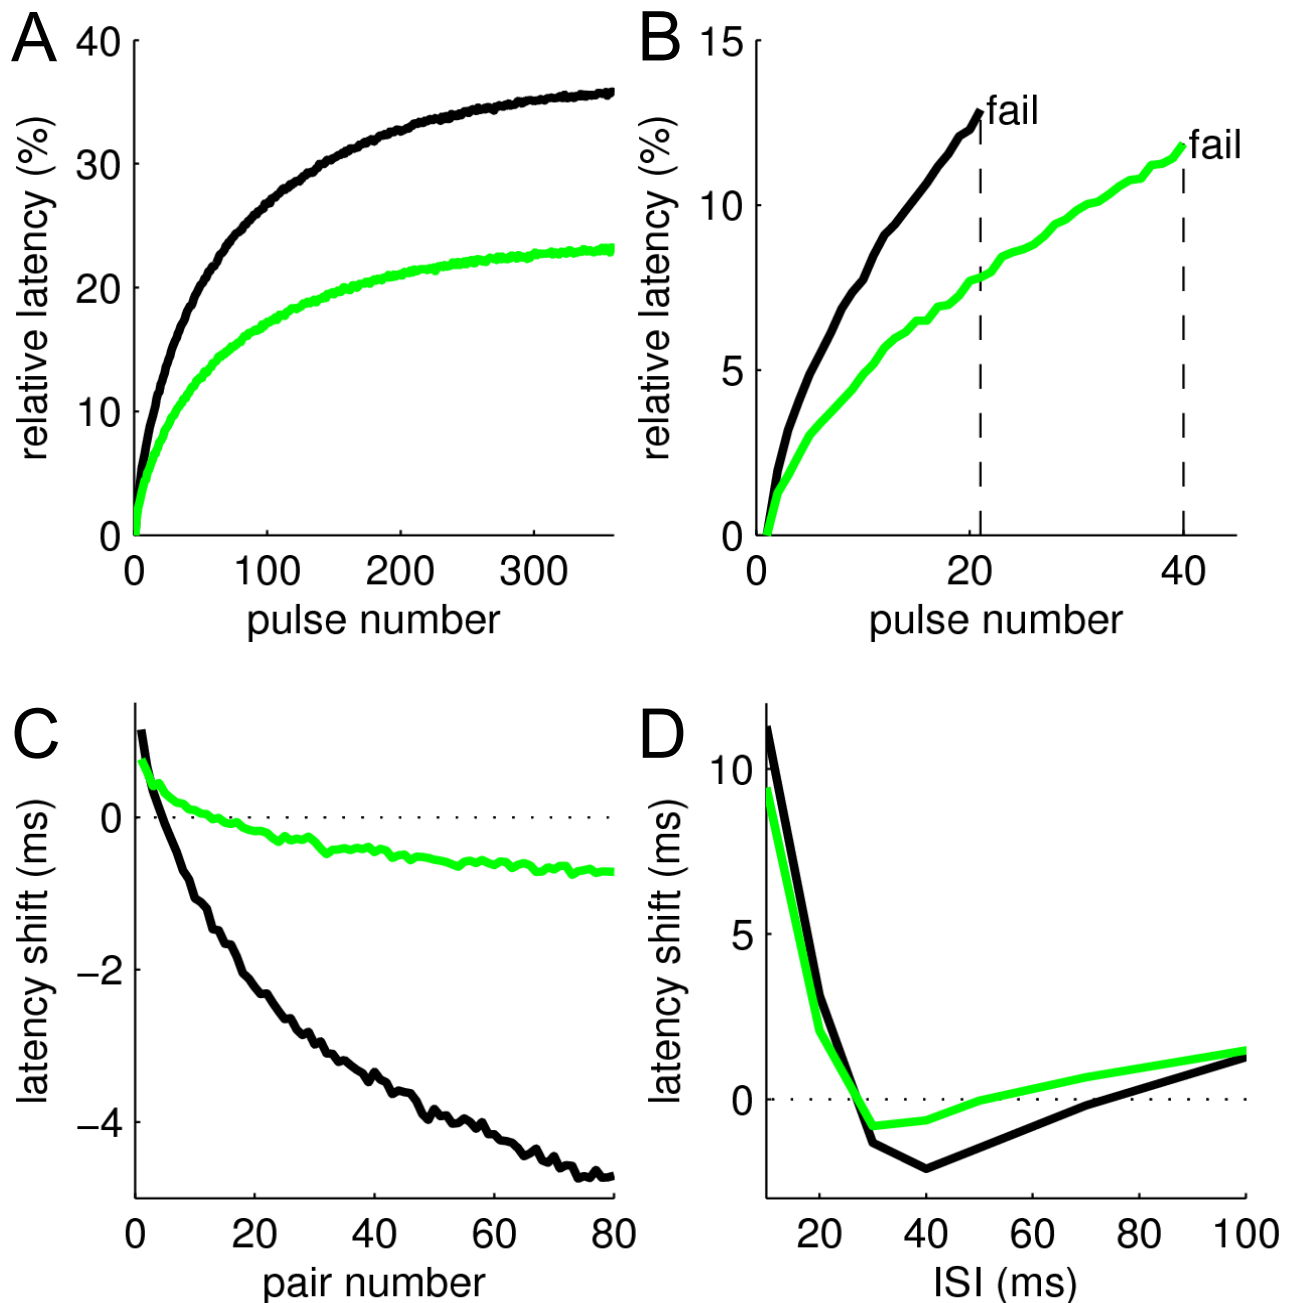 A
relative latency (%)
40
30
20
10
0
0 100 200 300
pulse number
B
relative latency (%)
15
10
5
0
fail
fail
0 20 40
pulse number
C
latency shift (ms)
0
−2
−4
0 20 40 60 80
pair number
D
latency shift (ms)
10
5
0
20 40 60 80 100
ISI (ms)